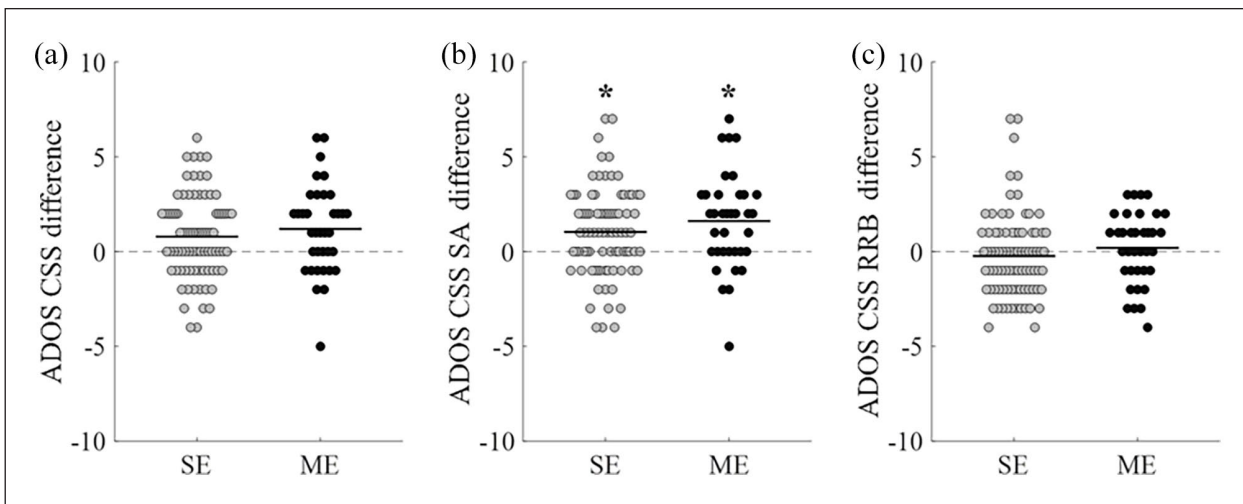 (a)
ADOS CSS difference
10
5
0
-5
-10
SE ME
(b)
ADOS CSS SA difference
10
5
0
-5
-10
* *
SE ME
(c)
ADOS CSS RRB difference
10
5
0
-5
-10
SE ME